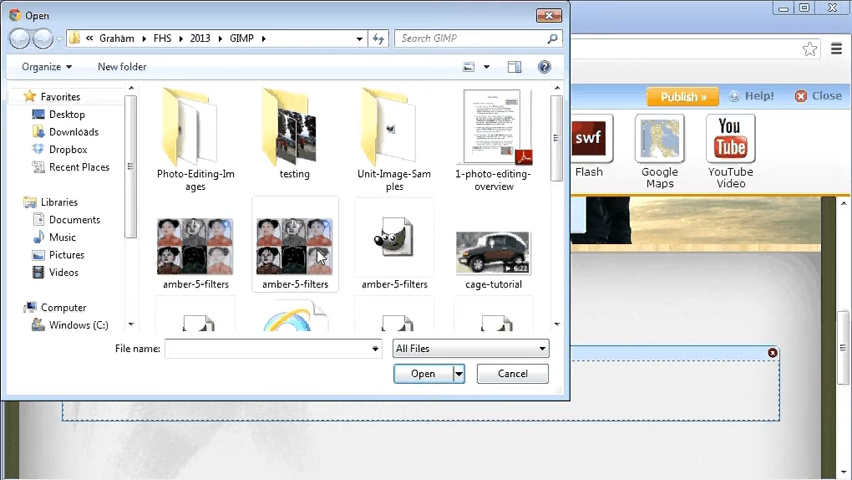 Open
« Graham ▸ FHS ▸ 2013 ▸ GIMP ▸
Search GIMP
Organize
New folder
Favorites
Desktop
Downloads
Dropbox
Recent Places
Libraries
Documents
Music
Pictures
Videos
Computer
Windows (C:)
Photo-Editing-Im
ages
testing
Unit-Image-Sam
ples
1-photo-editing-
overview
amber-5-filters
amber-5-filters
amber-5-filters
cage-tutorial
6:22
File name:
All Files
Open
Cancel
Publish »
Help!
Close
swf
Flash
Google
Maps
You
Tube
YouTube
Video